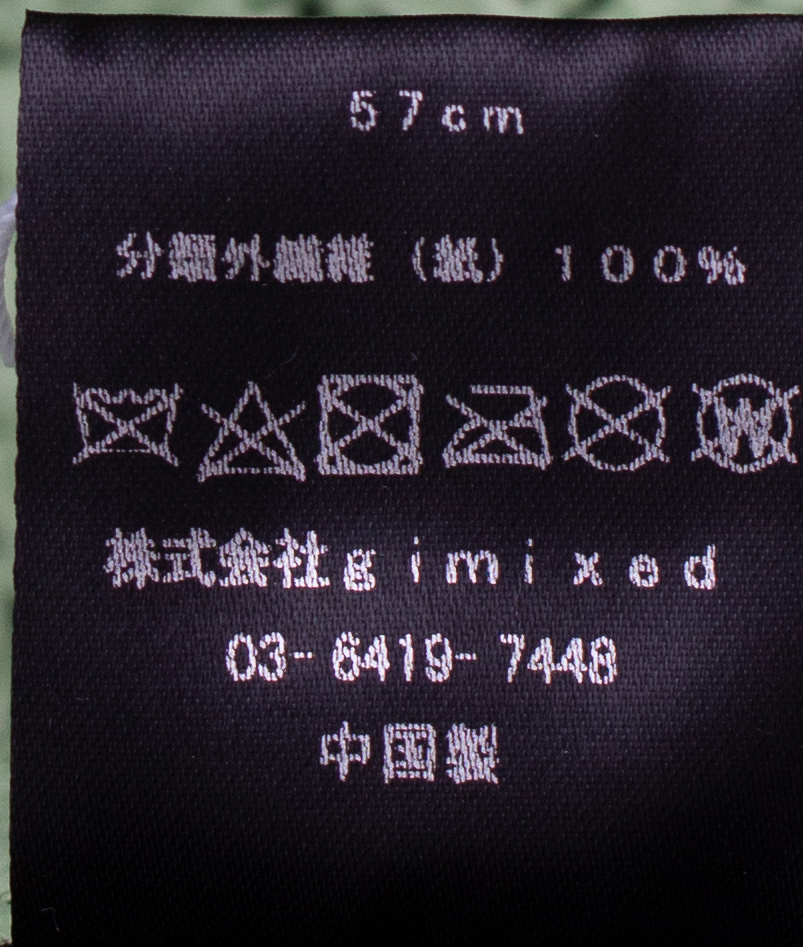 57cm
分類外繊維（紙）100%
W
株式会社gimixed
03-6419-7448
中国製